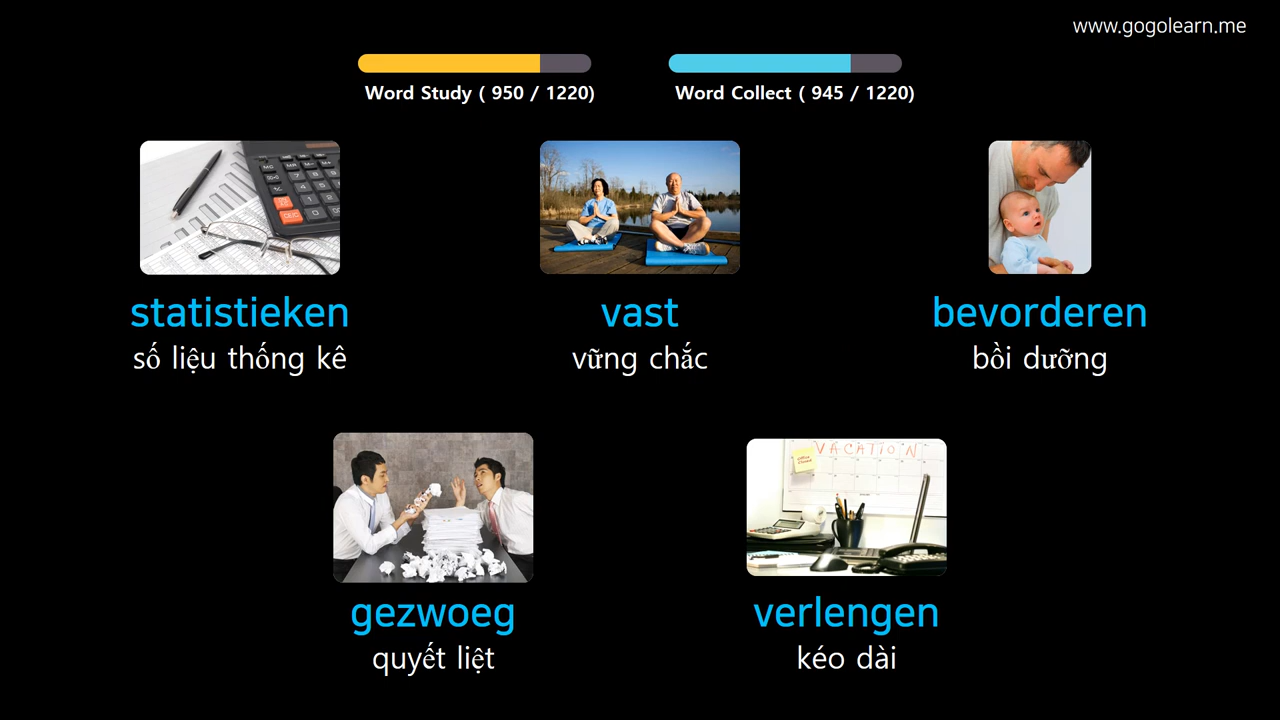 www.gogolearn.me
Word Study ( 950 / 1220)
Word Collect ( 945 / 1220)
statistieken
số liệu thống kê
vast
vững chắc
bevorderen
bồi dưỡng
VACATION
gezwoeg
quyết liệt
verlengen
kéo dài